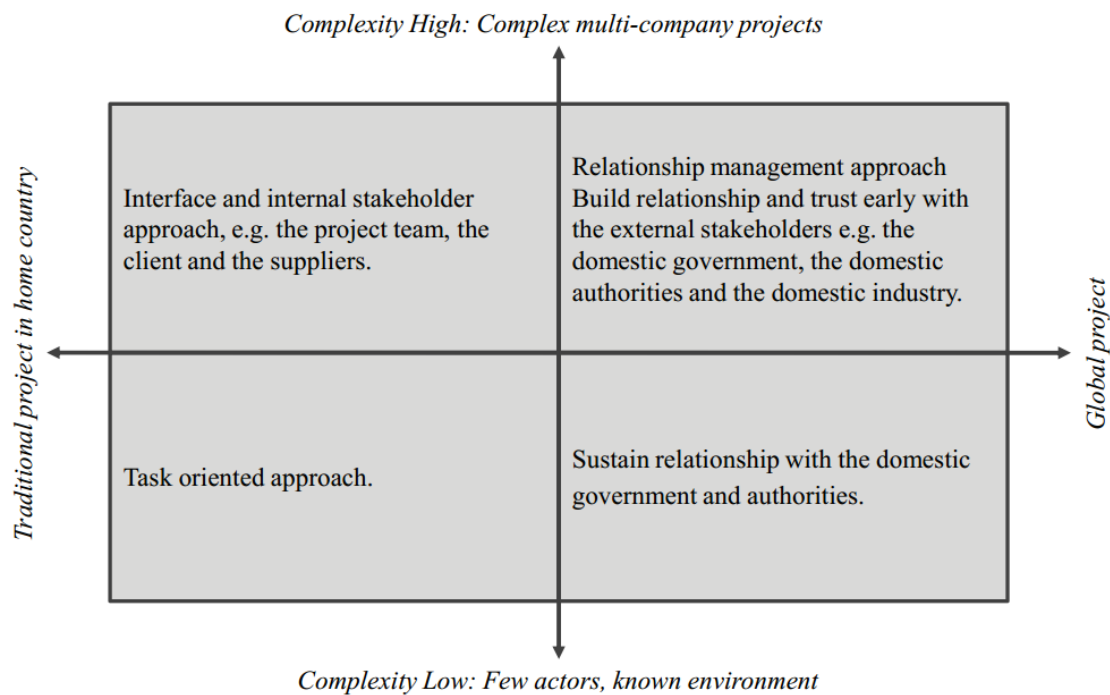 Complexity High: Complex multi-company projects
Traditional project in home country
Interface and internal stakeholder
approach, e.g. the project team, the
client and the suppliers.
Relationship management approach
Build relationship and trust early with
the external stakeholders e.g. the
domestic government, the domestic
authorities and the domestic industry.
Global project
Task oriented approach.
Sustain relationship with the domestic
government and authorities.
Complexity Low: Few actors, known environment